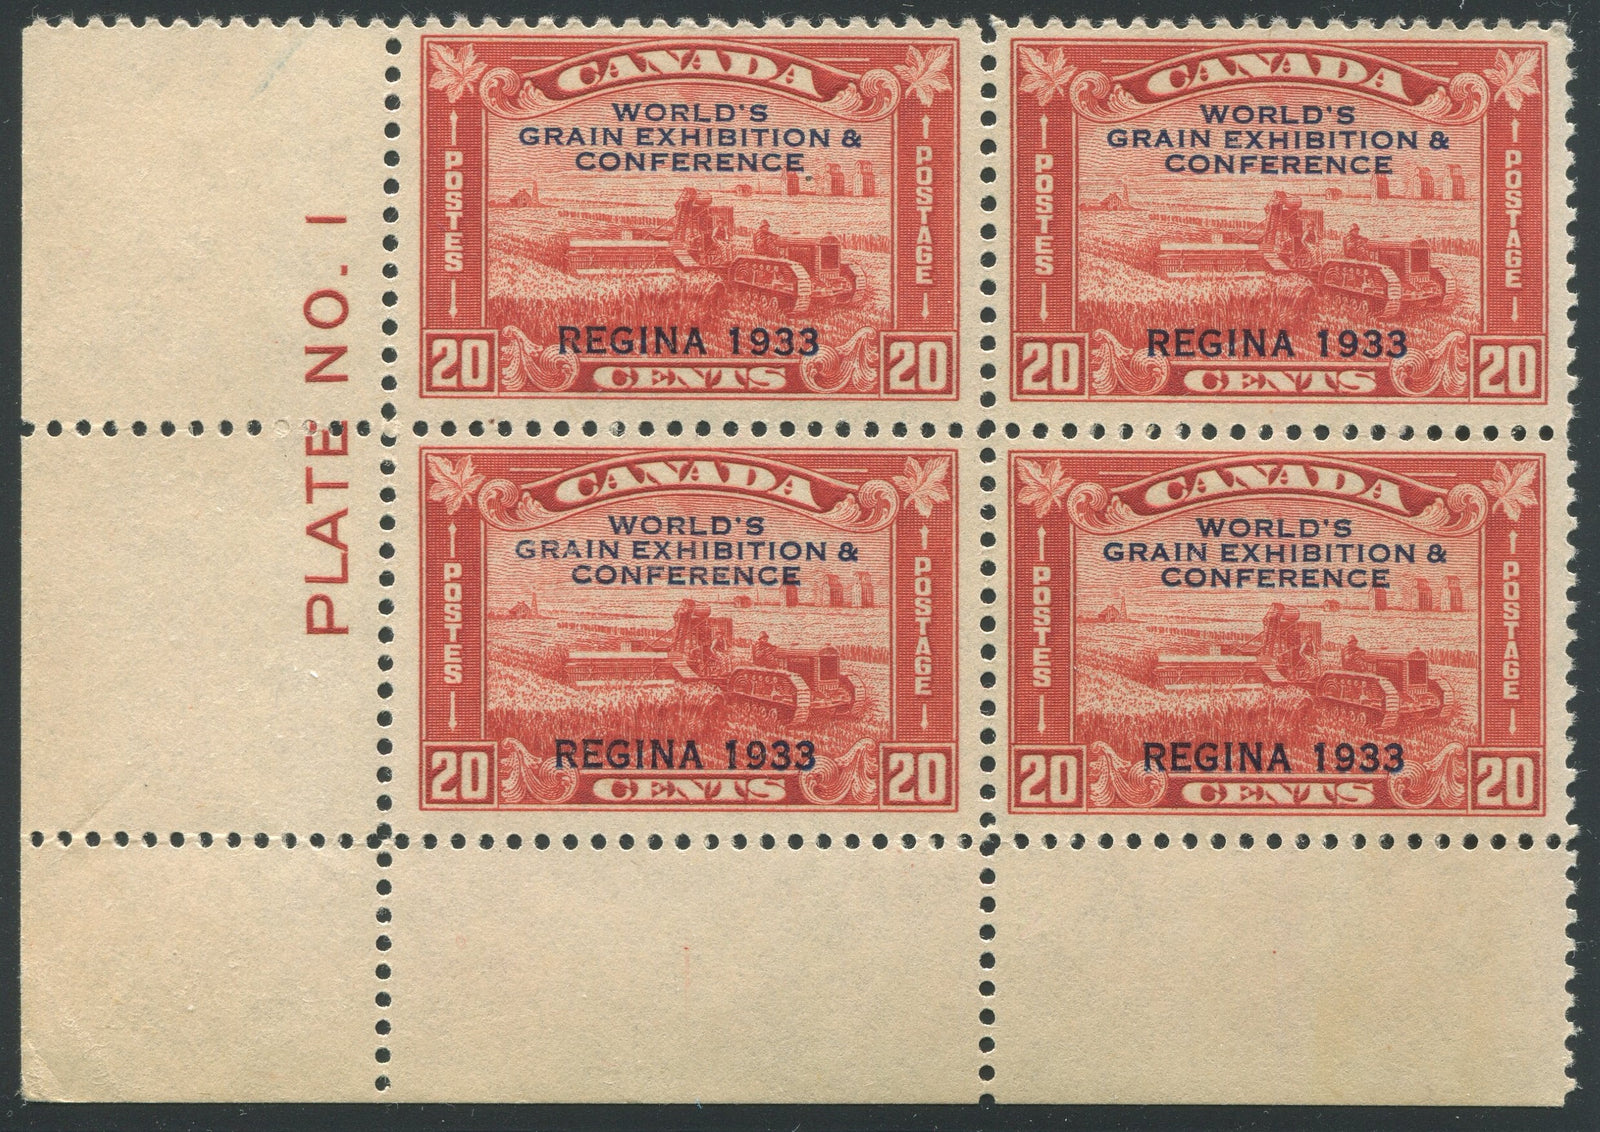 PLATE NO. 1
CANADA
WORLD'S
GRAIN EXHIBITION &
CONFERENCE
POSTES
POSTAGE
REGINA 1933
20 CENTS 20
CANADA
WORLD'S
GRAIN EXHIBITION &
CONFERENCE
POSTES
POSTAGE
REGINA 1933
20 CENTS 20
CANADA
WORLD'S
GRAIN EXHIBITION &
CONFERENCE
POSTES
POSTAGE
REGINA 1933
20 CENTS 20
CANADA
WORLD'S
GRAIN EXHIBITION &
CONFERENCE
POSTES
POSTAGE
REGINA 1933
20 CENTS 20